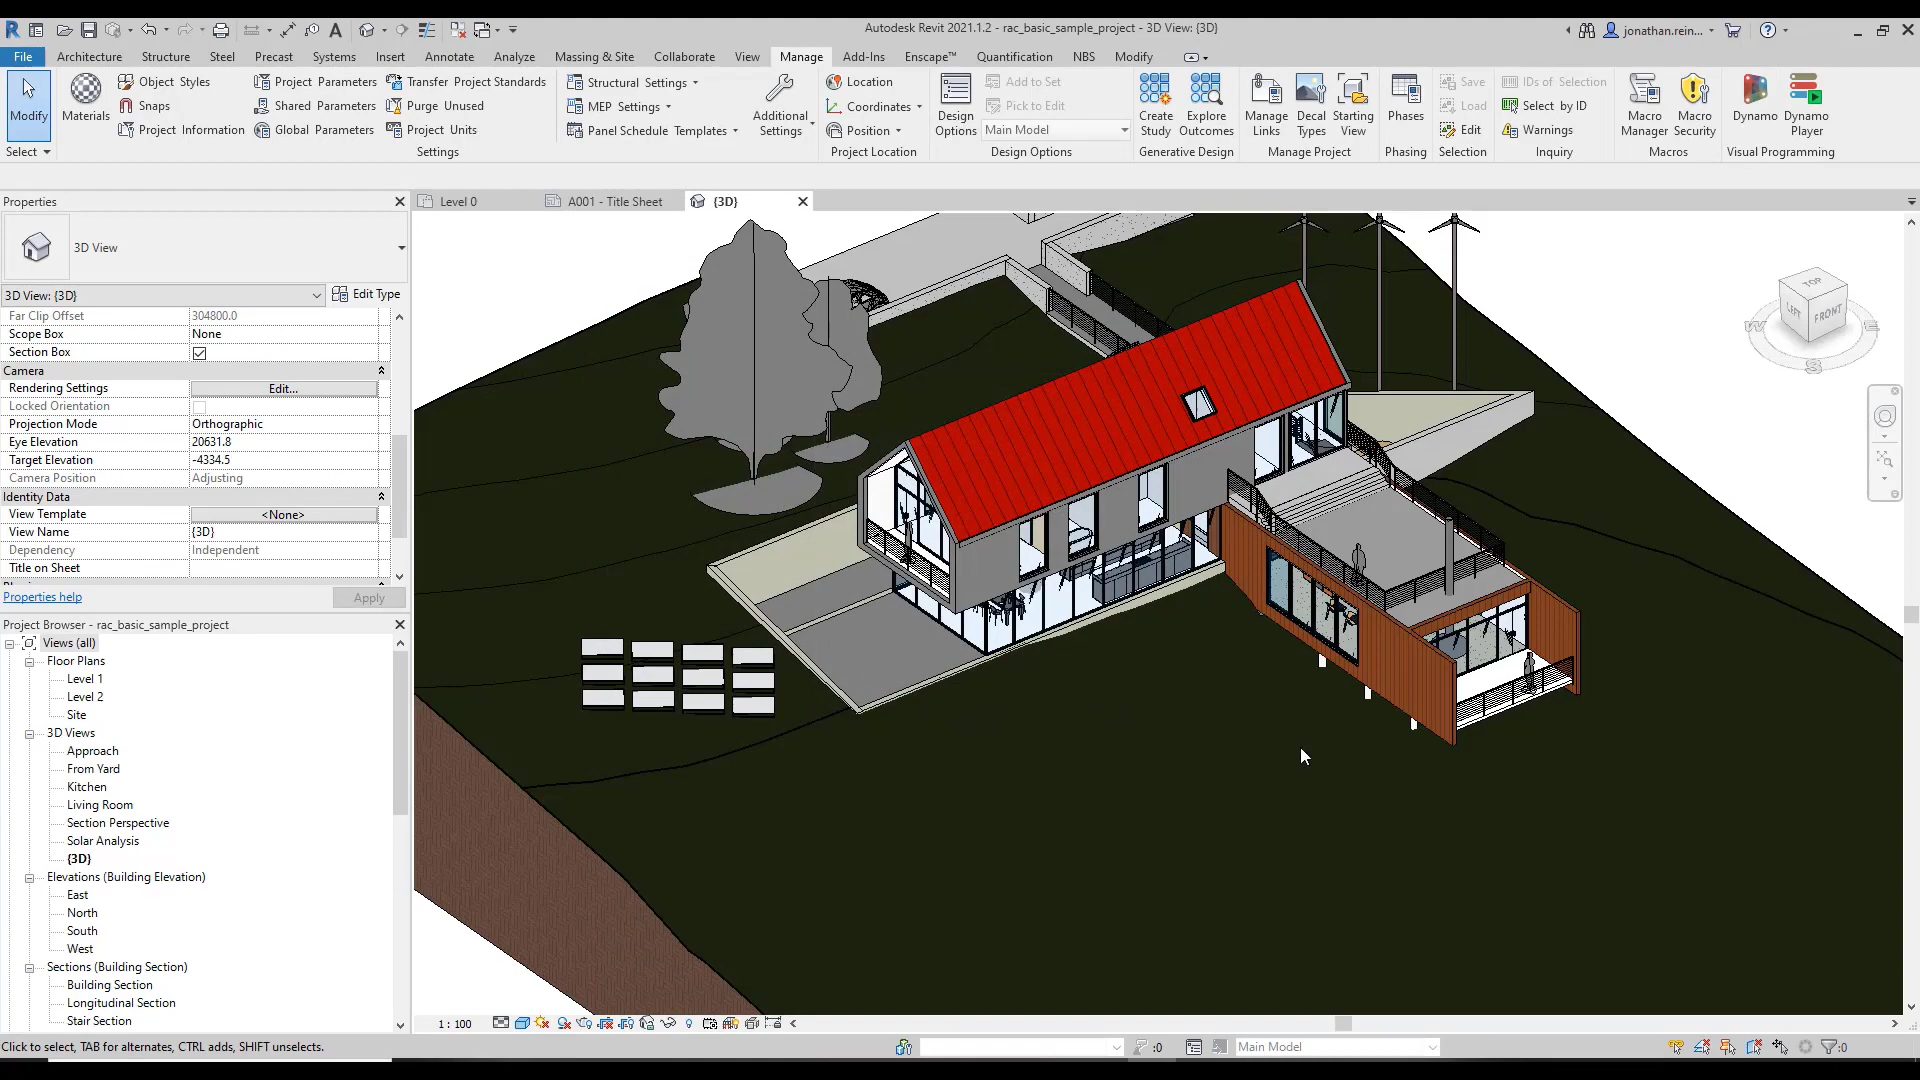 Autodesk Revit 2021.1.2 - rac_basic_sample_project - 3D View: {3D}
jonathan.rein...
File Architecture Structure Steel Precast Systems Insert Annotate Analyze Massing & Site Collaborate View Manage Add-Ins Enscape™ Quantification NBS Modify
Modify
Materials
Object Styles
Snaps
Project Information
Project Parameters
Shared Parameters
Global Parameters
Transfer Project Standards
Purge Unused
Project Units
Structural Settings
MEP Settings
Panel Schedule Templates
Additional
Settings
Location
Coordinates
Position
Design
Options
Add to Set
Pick to Edit
Main Model
Create
Study
Explore
Outcomes
Manage
Links
Decal
Types
Starting
View
Phases
Save
Load
Edit
IDs of Selection
Select by ID
Warnings
Macro
Manager
Macro
Security
Dynamo
Dynamo
Player
Select Settings Project Location Design Options Generative Design Manage Project Phasing Selection Inquiry Macros Visual Programming
Properties
3D View
3D View: {3D} Edit Type
Far Clip Offset 304800.0
Scope Box None
Section Box
Camera
Rendering Settings Edit...
Locked Orientation
Projection Mode Orthographic
Eye Elevation 20631.8
Target Elevation -4334.5
Camera Position Adjusting
Identity Data
View Template <None>
View Name {3D}
Dependency Independent
Title on Sheet
Properties help Apply
Project Browser - rac_basic_sample_project
Views (all)
Floor Plans
Level 1
Level 2
Site
3D Views
Approach
From Yard
Kitchen
Living Room
Section Perspective
Solar Analysis
{3D}
Elevations (Building Elevation)
East
North
South
West
Sections (Building Section)
Building Section
Longitudinal Section
Stair Section
Level 0
A001 - Title Sheet
{3D}
TOP
LEFT
FRONT
W
E
S
1 : 100
Click to select, TAB for alternates, CTRL adds, SHIFT unselects.
:0
Main Model
:0